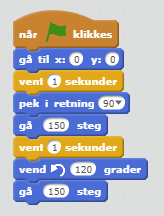 når klikkes
gå til x: 0 y: 0
vent 1 sekunder
pek i retning 90
gå 150 steg
vent 1 sekunder
vend 120 grader
gå 150 steg